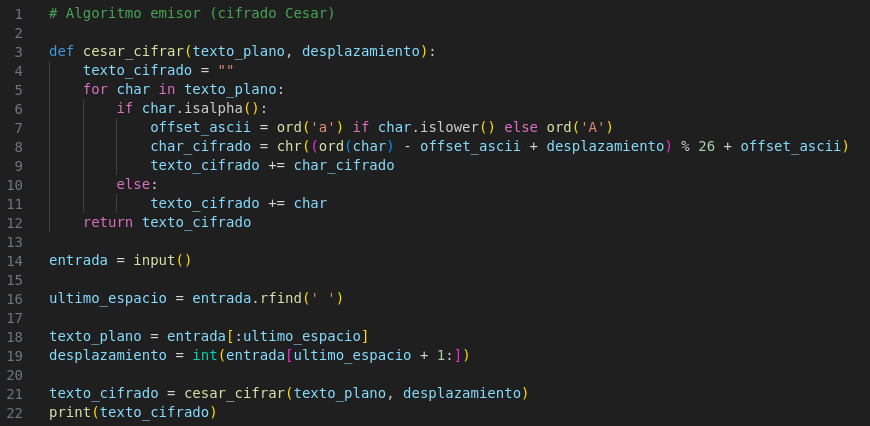 1 # Algoritmo emisor (cifrado Cesar)
2
3 def cesar_cifrar(texto_plano, desplazamiento):
4     texto_cifrado = ""
5     for char in texto_plano:
6         if char.isalpha():
7             offset_ascii = ord('a') if char.islower() else ord('A')
8             char_cifrado = chr((ord(char) - offset_ascii + desplazamiento) % 26 + offset_ascii)
9             texto_cifrado += char_cifrado
10         else:
11             texto_cifrado += char
12     return texto_cifrado
13
14 entrada = input()
15
16 ultimo_espacio = entrada.rfind(' ')
17
18 texto_plano = entrada[:ultimo_espacio]
19 desplazamiento = int(entrada[ultimo_espacio + 1:])
20
21 texto_cifrado = cesar_cifrar(texto_plano, desplazamiento)
22 print(texto_cifrado)